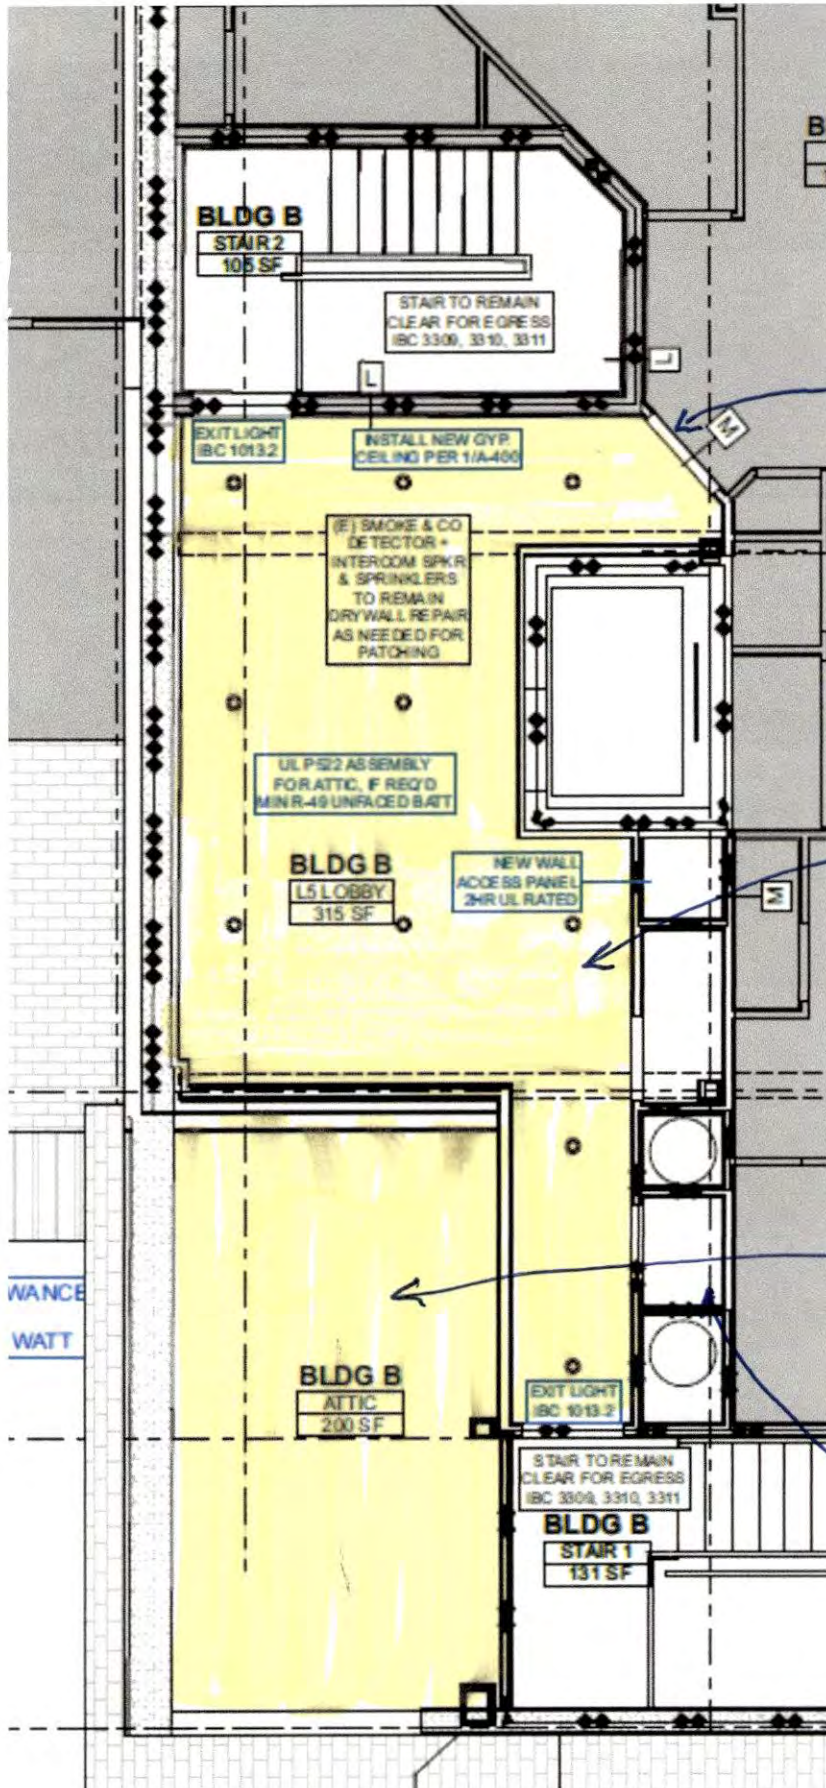 B
BLDG B
STAIR 2
105 SF
STAIR TO REMAIN
CLEAR FOR EGRESS
IBC 3309, 3310, 3311
L
L
M
EXIT LIGHT
IBC 1013.2
INSTALL NEW GYP.
CEILING PER 1/A-400
(E) SMOKE & CO
DETECTOR +
INTERCOM SPKR
& SPRINKLERS
TO REMAIN
DRYWALL REPAIR
AS NEEDED FOR
PATCHING
UL P522 ASSEMBLY
FOR ATTIC, IF REQ'D
MIN R-49 UNFACED BATT
BLDG B
L5 LOBBY
315 SF
NEW WALL
ACCESS PANEL
2HR UL RATED
M
WANCE
WATT
BLDG B
ATTIC
200 SF
EXIT LIGHT
IBC 1013.2
STAIR TO REMAIN
CLEAR FOR EGRESS
IBC 3309, 3310, 3311
BLDG B
STAIR 1
131 SF